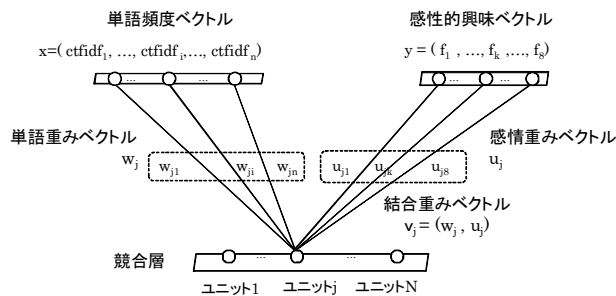 単語頻度ベクトル
感性的興味ベクトル
x=( ctfidf1, …, ctfidf i,…, ctfidf n)
y = ( f1 , …, fk ,…, f8)
… …
… …
単語重みベクトル
wj
感情重みベクトル
uj
wj1 wji wjn
uj1 ujk uj8
結合重みベクトル
vj = (wj , uj)
競合層
… …
ユニット1 ユニットj ユニットN